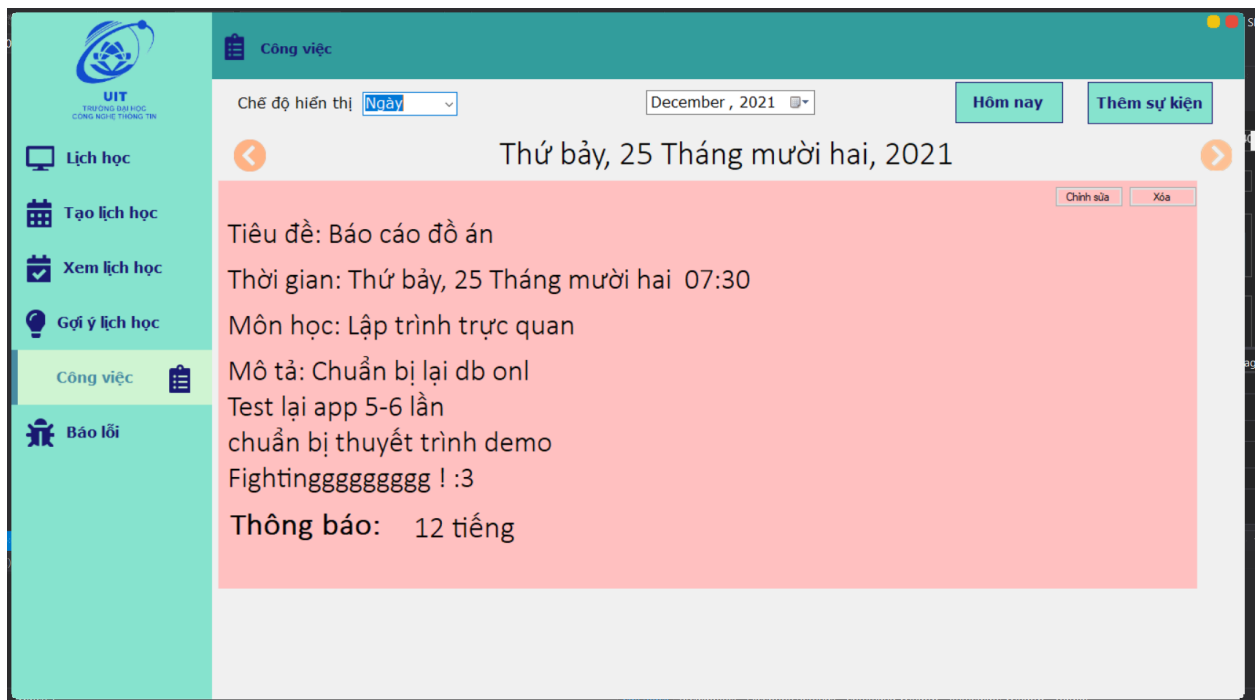 UIT
TRƯỜNG ĐẠI HỌC
CÔNG NGHỆ THÔNG TIN
Lịch học
Tạo lịch học
Xem lịch học
Gợi ý lịch học
Công việc
Báo lỗi
Công việc
Chế độ hiển thị Ngày
December , 2021
Hôm nay
Thêm sự kiện
Thứ bảy, 25 Tháng mười hai, 2021
Chỉnh sửa
Xóa
Tiêu đề: Báo cáo đồ án
Thời gian: Thứ bảy, 25 Tháng mười hai  07:30
Môn học: Lập trình trực quan
Mô tả: Chuẩn bị lại db onl
Test lại app 5-6 lần
chuẩn bị thuyết trình demo
Fightinggggggggg ! :3
Thông báo: 12 tiếng